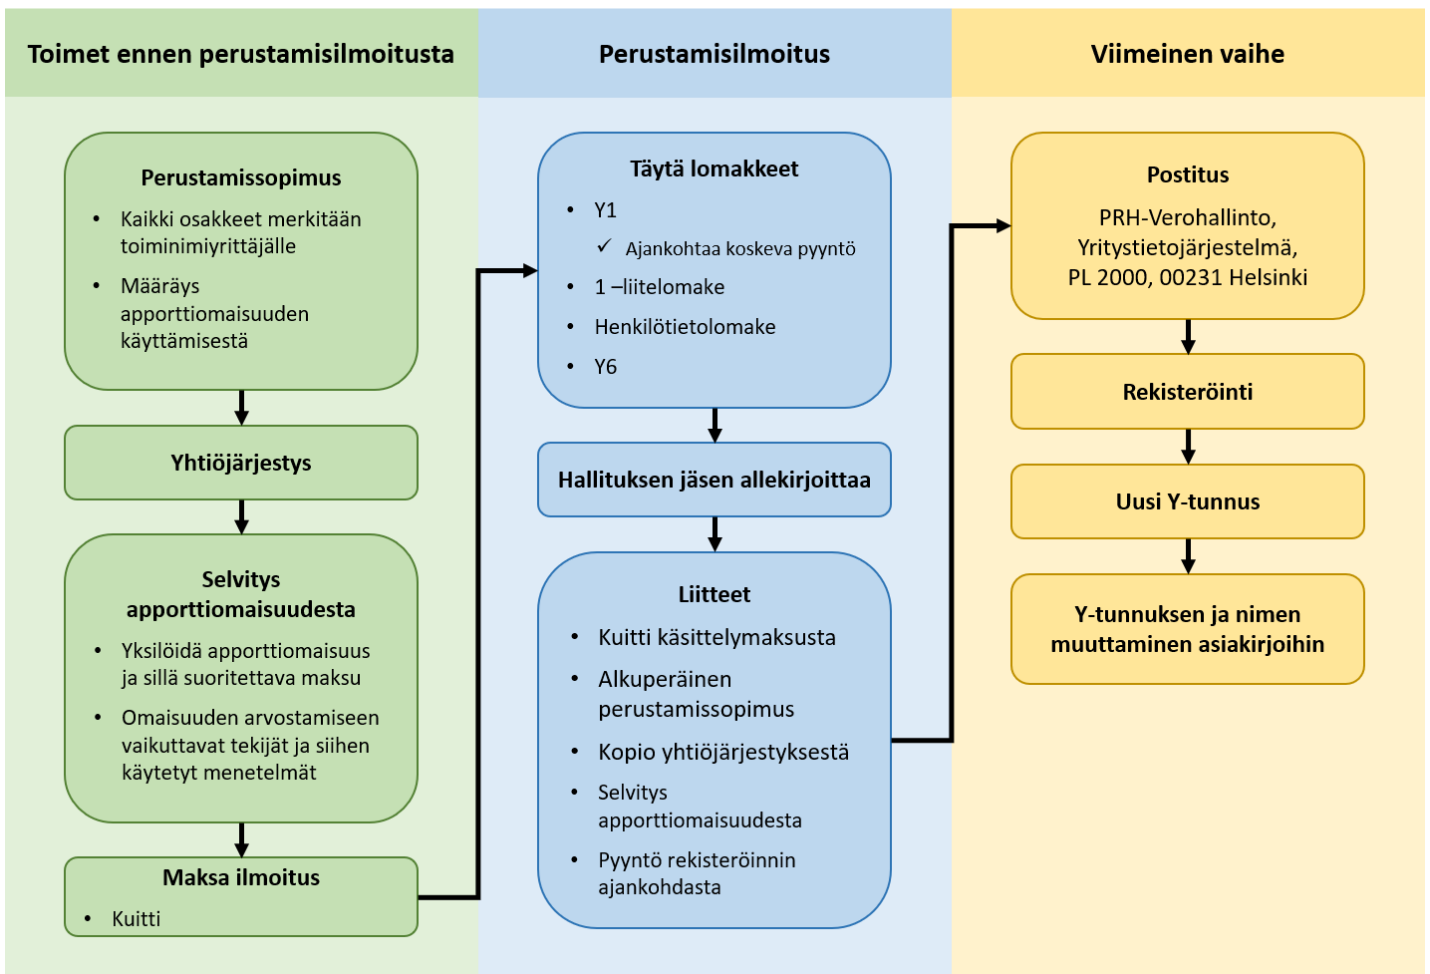 Toimet ennen perustamisilmoitusta
Perustamissopimus
• Kaikki osakkeet merkitään
toiminimiyrittäjälle
• Määräys
apporttiomaisuuden
käyttämisestä
Yhtiöjärjestys
Selvitys
apporttiomaisuudesta
• Yksilöidä apporttiomaisuus
ja sillä suoritettava maksu
• Omaisuuden arvostamiseen
vaikuttavat tekijät ja siihen
käytetyt menetelmät
Maksa ilmoitus
• Kuitti
Perustamisilmoitus
Täytä lomakkeet
• Y1
✓ Ajankohtaa koskeva pyyntö
• 1 –liitelomake
• Henkilötietolomake
• Y6
Hallituksen jäsen allekirjoittaa
Liitteet
• Kuitti käsittelymaksusta
• Alkuperäinen
perustamissopimus
• Kopio yhtiöjärjestyksestä
• Selvitys
apporttiomaisuudesta
• Pyyntö rekisteröinnin
ajankohdasta
Viimeinen vaihe
Postitus
PRH-Verohallinto,
Yritystietojärjestelmä,
PL 2000, 00231 Helsinki
Rekisteröinti
Uusi Y-tunnus
Y-tunnuksen ja nimen
muuttaminen asiakirjoihin